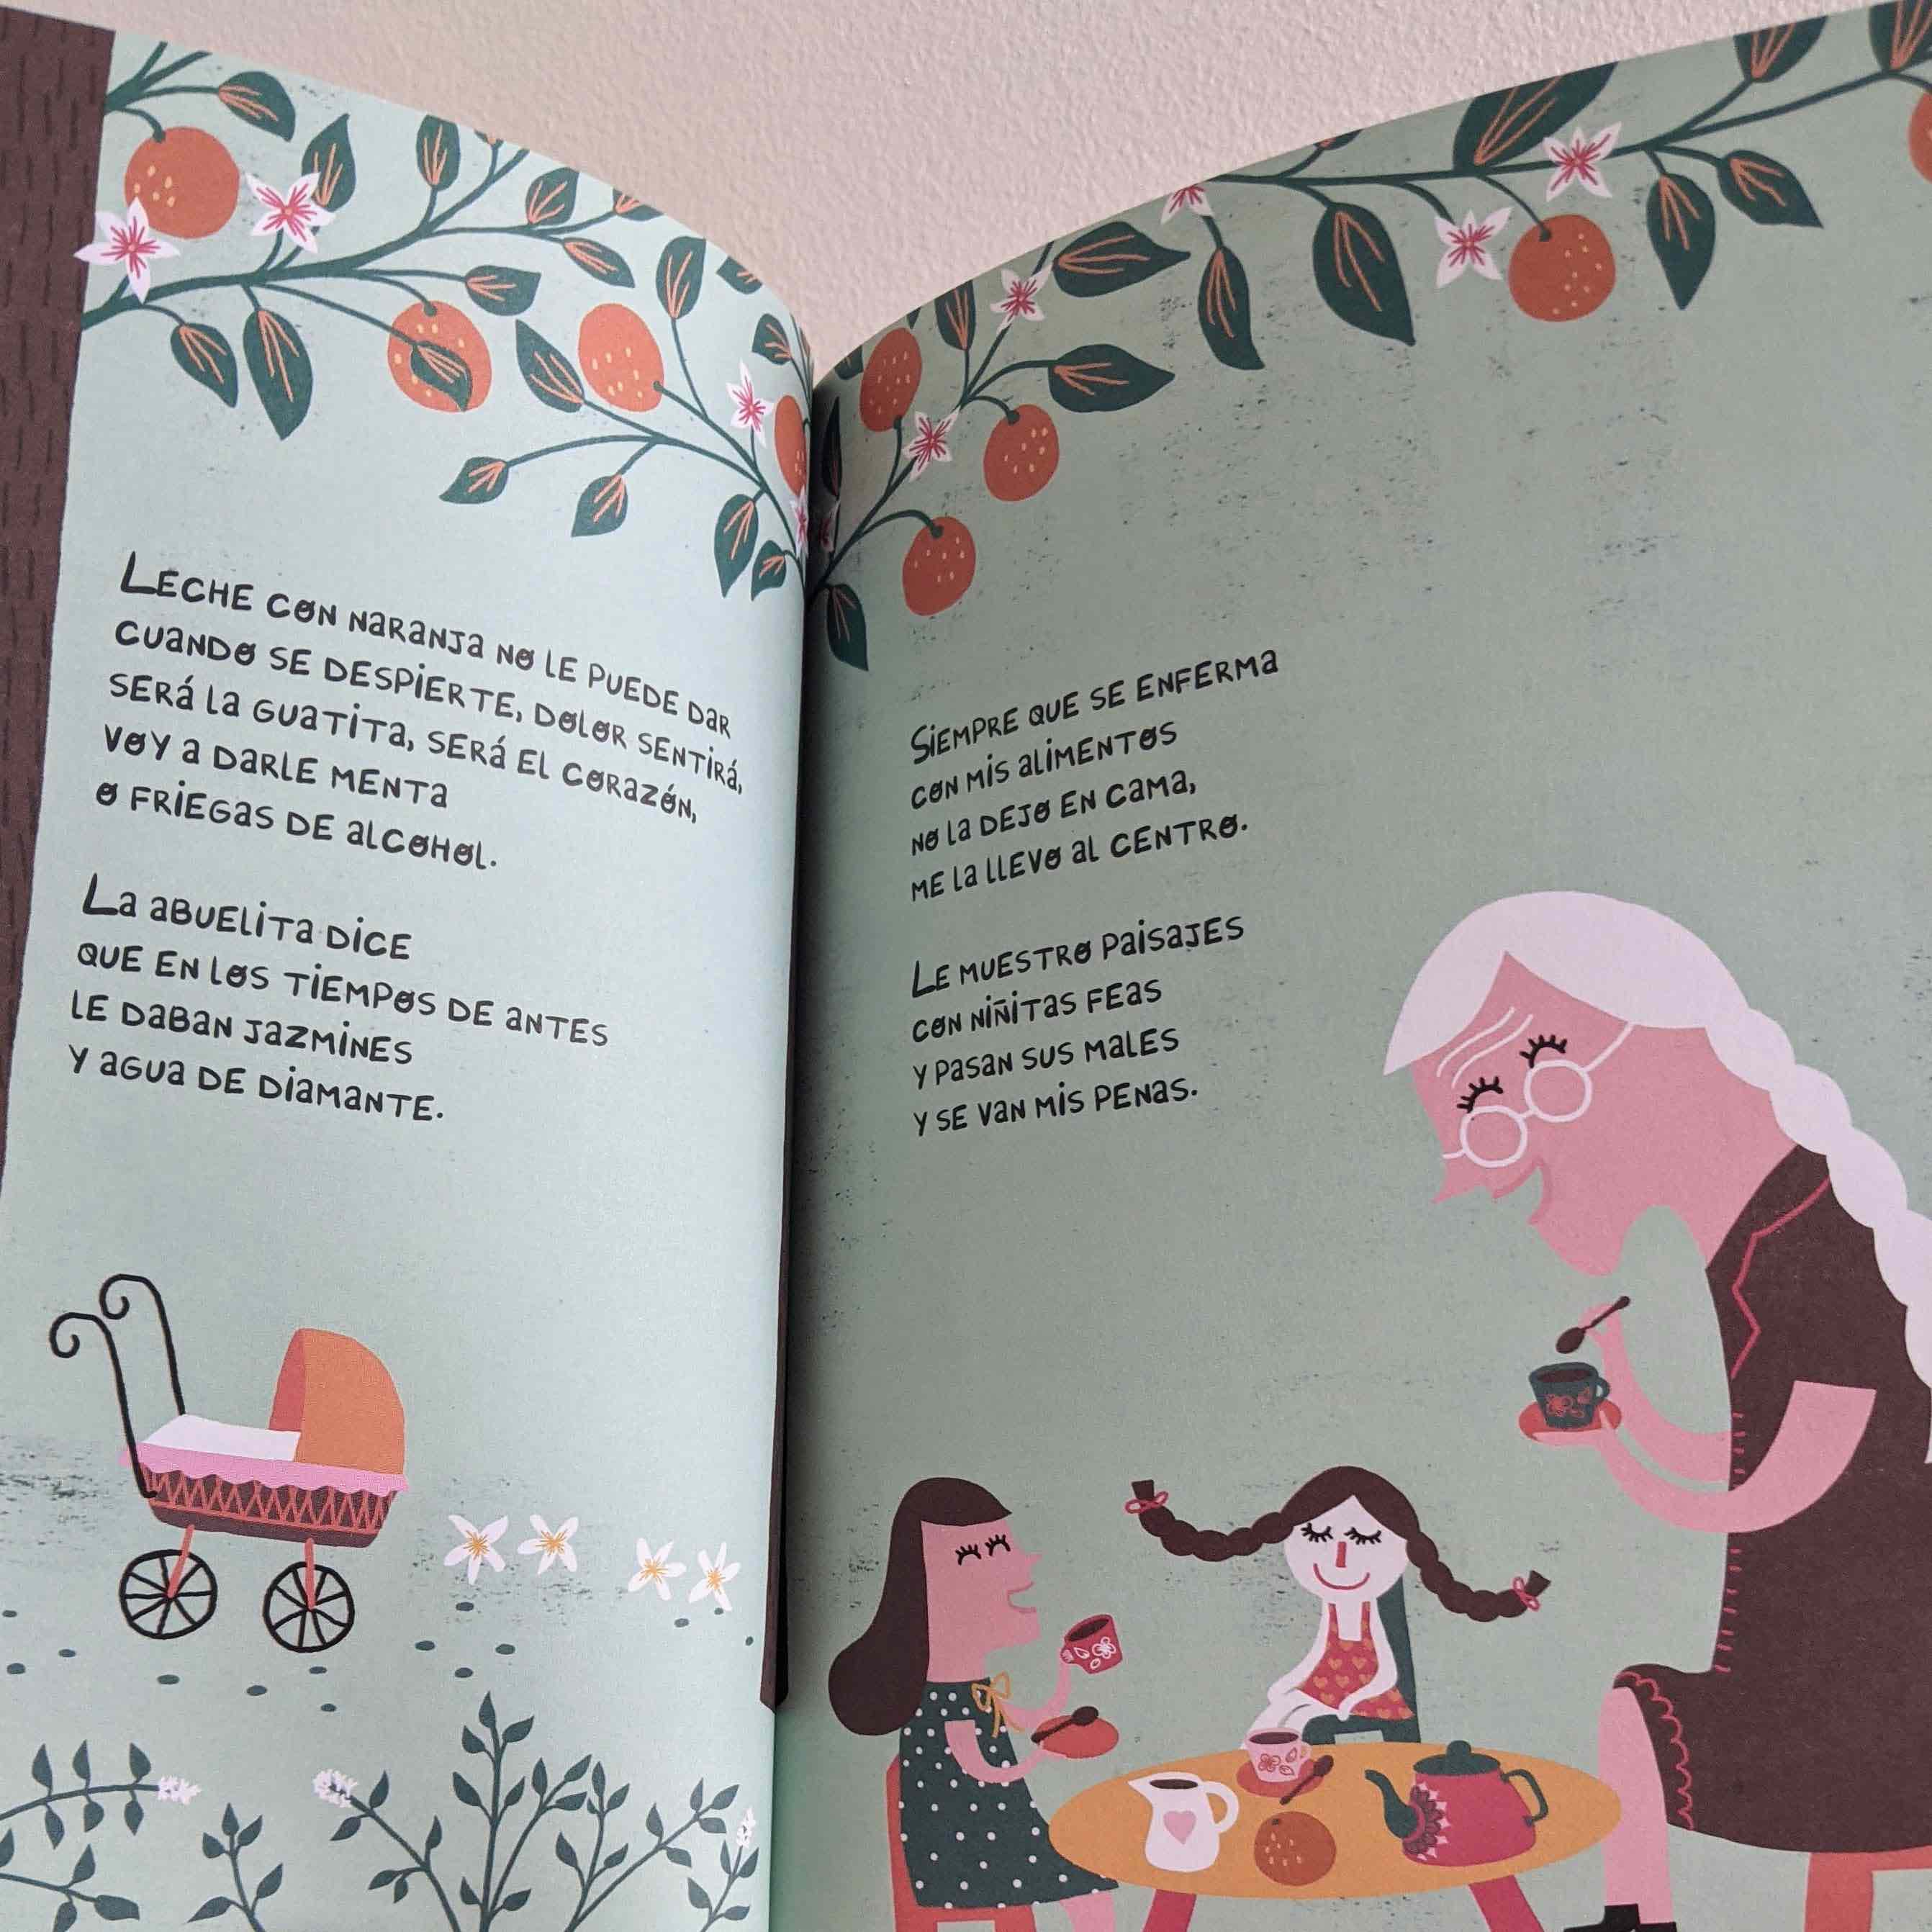 Leche con naranja no le puede dar
cuando se despierte, dolor sentirá,
será la guatita, será el corazón,
voy a darle menta
o friegas de alcohol.
La abuelita dice
que en los tiempos de antes
le daban jazmines
y agua de diamante.
Siempre que se enferma
con mis alimentos
no la dejo en cama,
me la llevo al centro.
Le muestro paisajes
con niñitas feas
y pasan sus males
y se van mis penas.